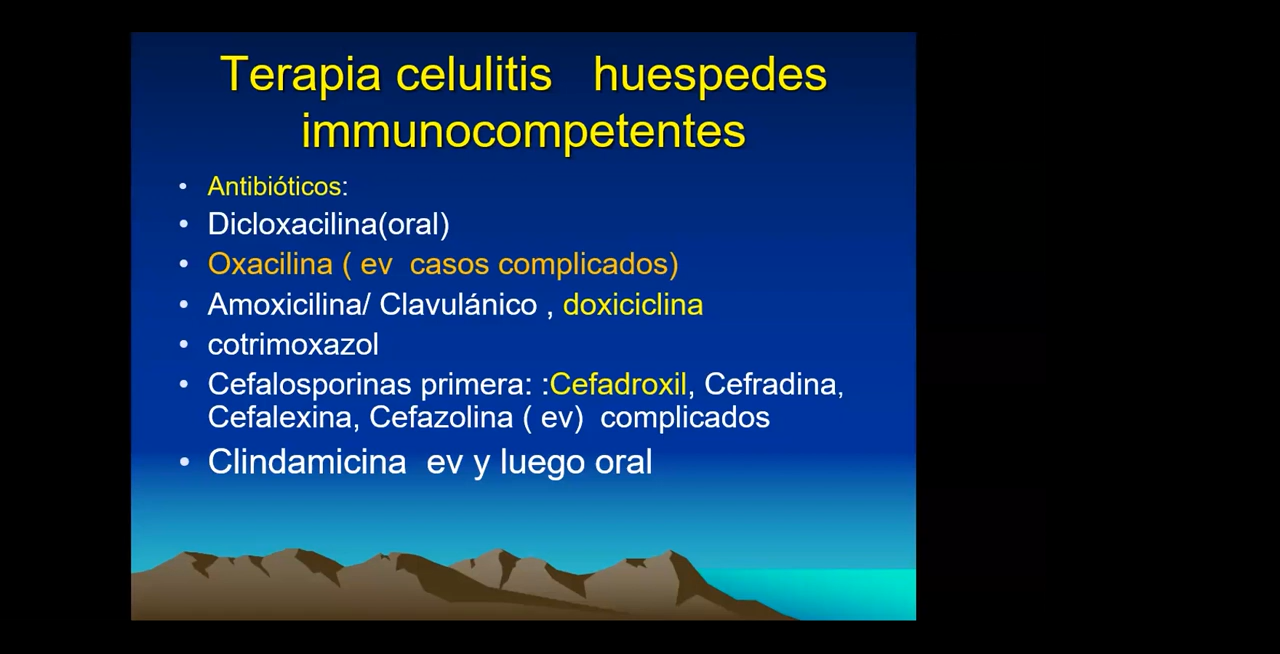 Terapia celulitis huespedes
immunocompetentes
• Antibióticos:
• Dicloxacilina(oral)
• Oxacilina ( ev casos complicados)
• Amoxicilina/ Clavulánico , doxiciclina
• cotrimoxazol
• Cefalosporinas primera: :Cefadroxil, Cefradina,
Cefalexina, Cefazolina ( ev) complicados
• Clindamicina ev y luego oral